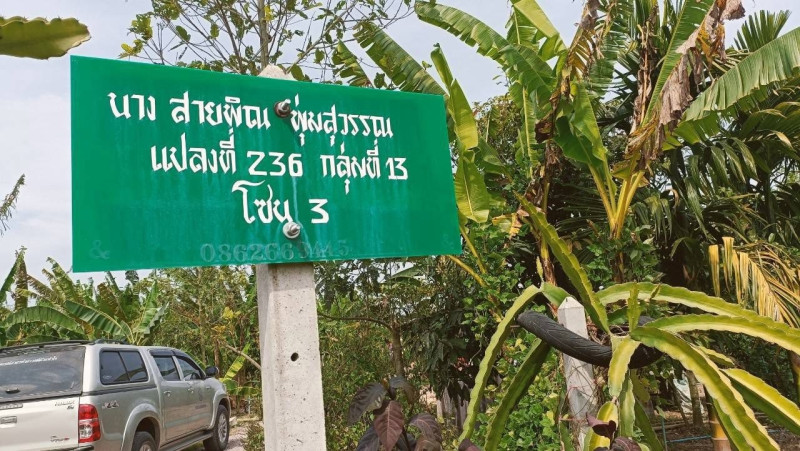 นาง สายพิณ พุ่มสุวรรณ
แปลงที่ 236 กลุ่มที่ 13
โซน 3